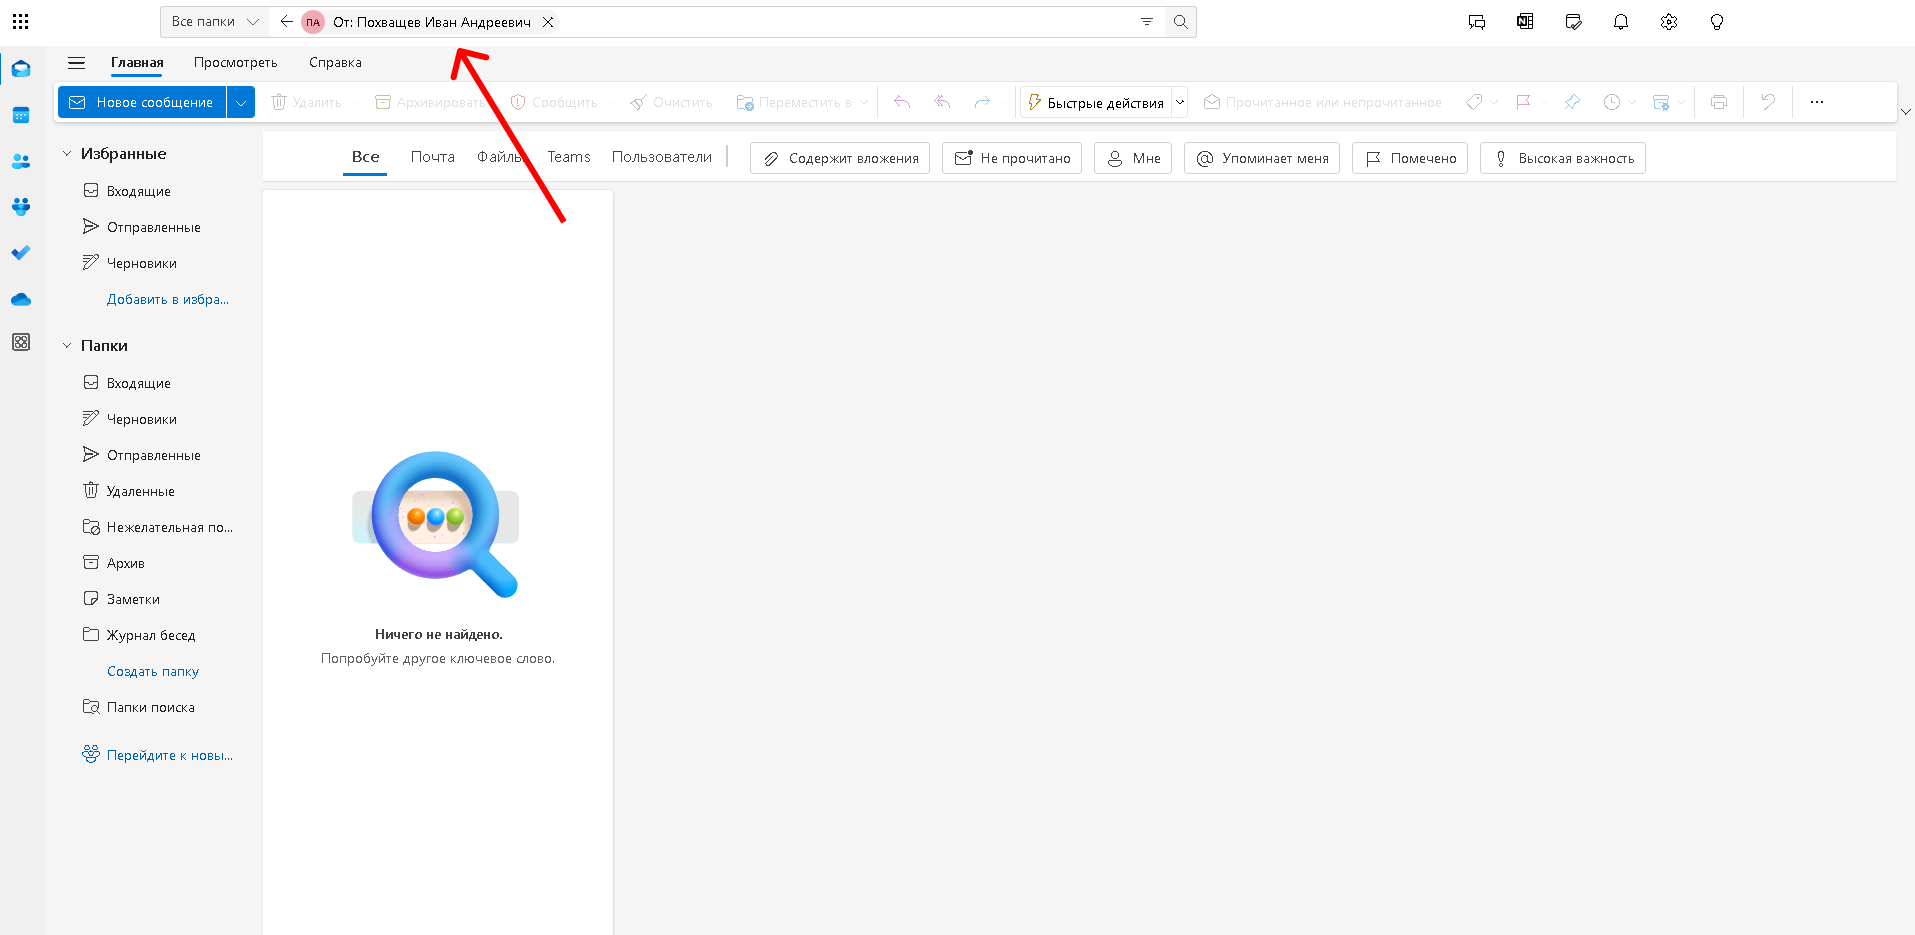 Все папки
ПА От: Похващев Иван Андреевич
Главная Просмотреть Справка
Новое сообщение Удалить Архивировать Сообщить Очистить Переместить в Быстрые действия Прочитанное или непрочитанное
Все Почта Файлы Teams Пользователи Содержит вложения Не прочитано Мне Упоминает меня Помечено Высокая важность
Избранные
Входящие
Отправленные
Черновики
Добавить в избра...
Папки
Входящие
Черновики
Отправленные
Удаленные
Нежелательная по...
Архив
Заметки
Журнал бесед
Создать папку
Папки поиска
Перейдите к новы...
Ничего не найдено.
Попробуйте другое ключевое слово.